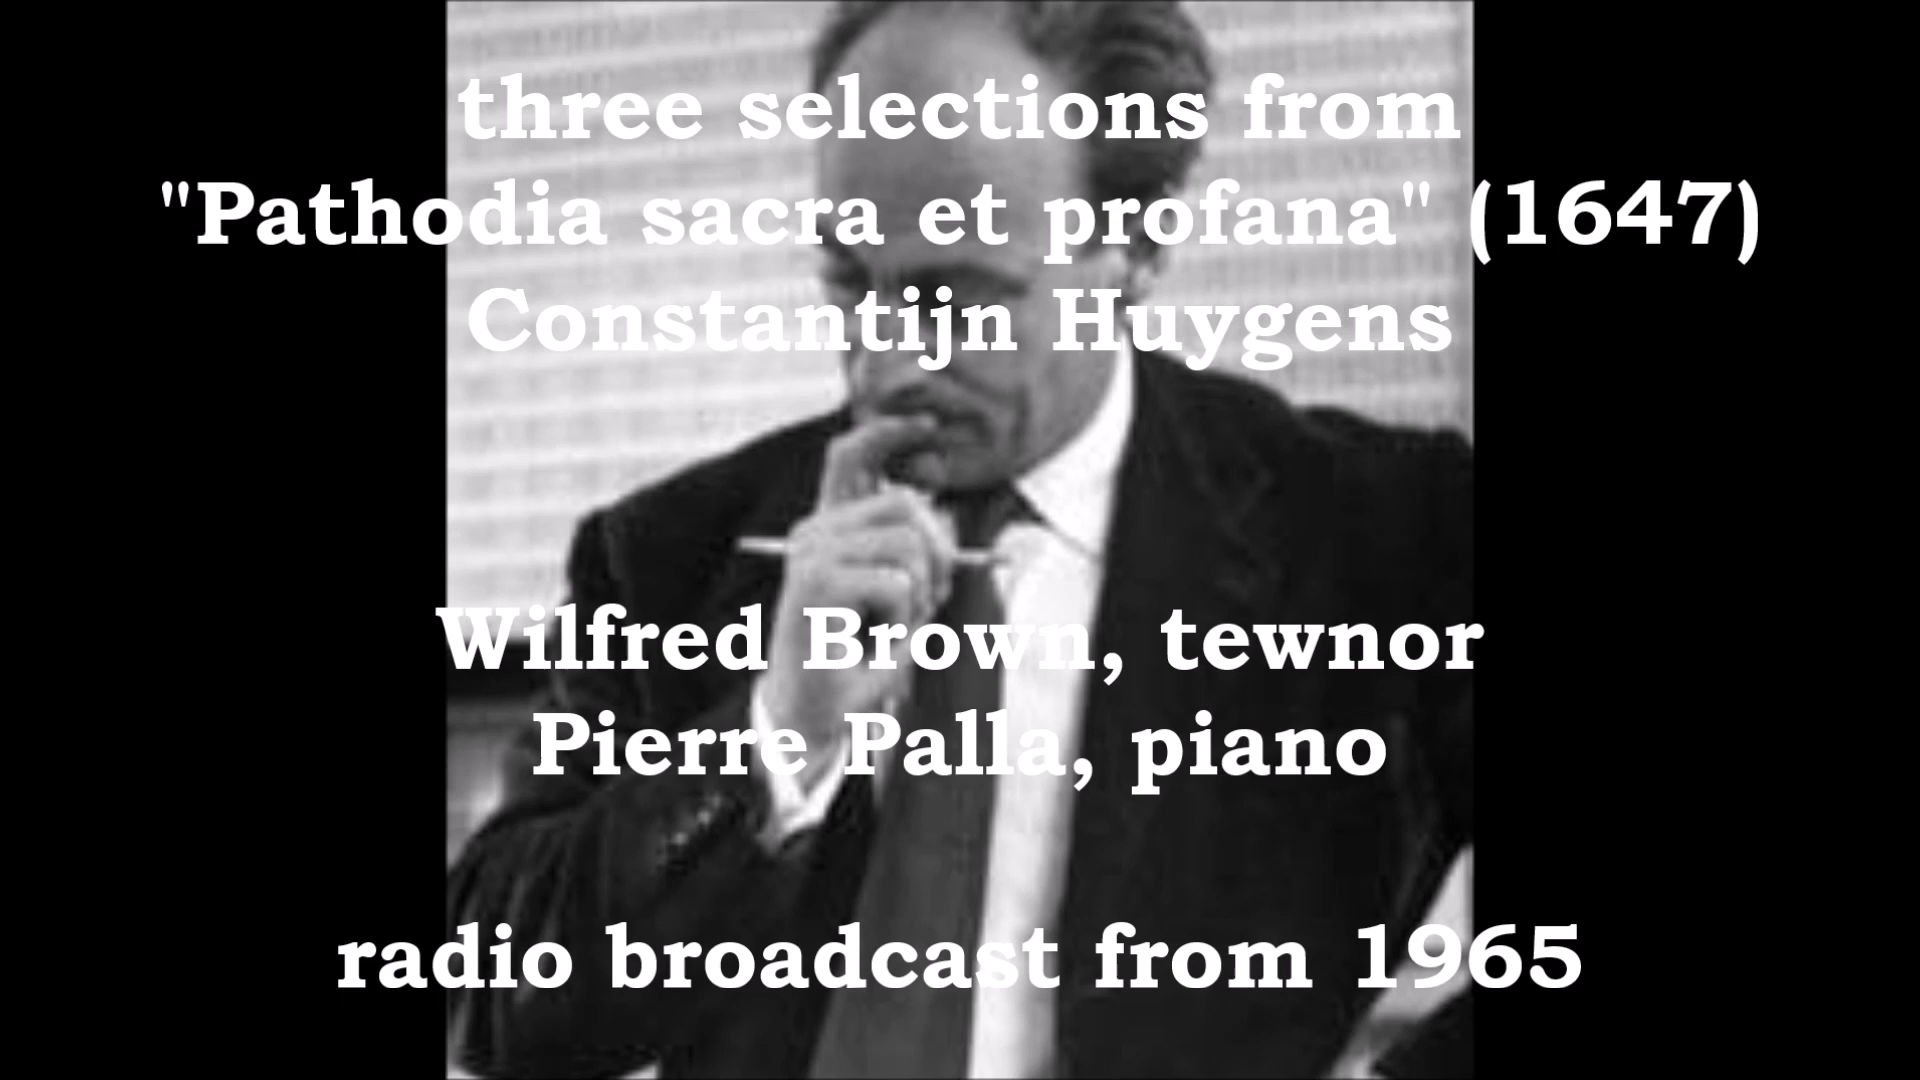 three selections from
"Pathodia sacra et profana" (1647)
Constantijn Huygens
Wilfred Brown, tewnor
Pierre Palla, piano
radio broadcast from 1965